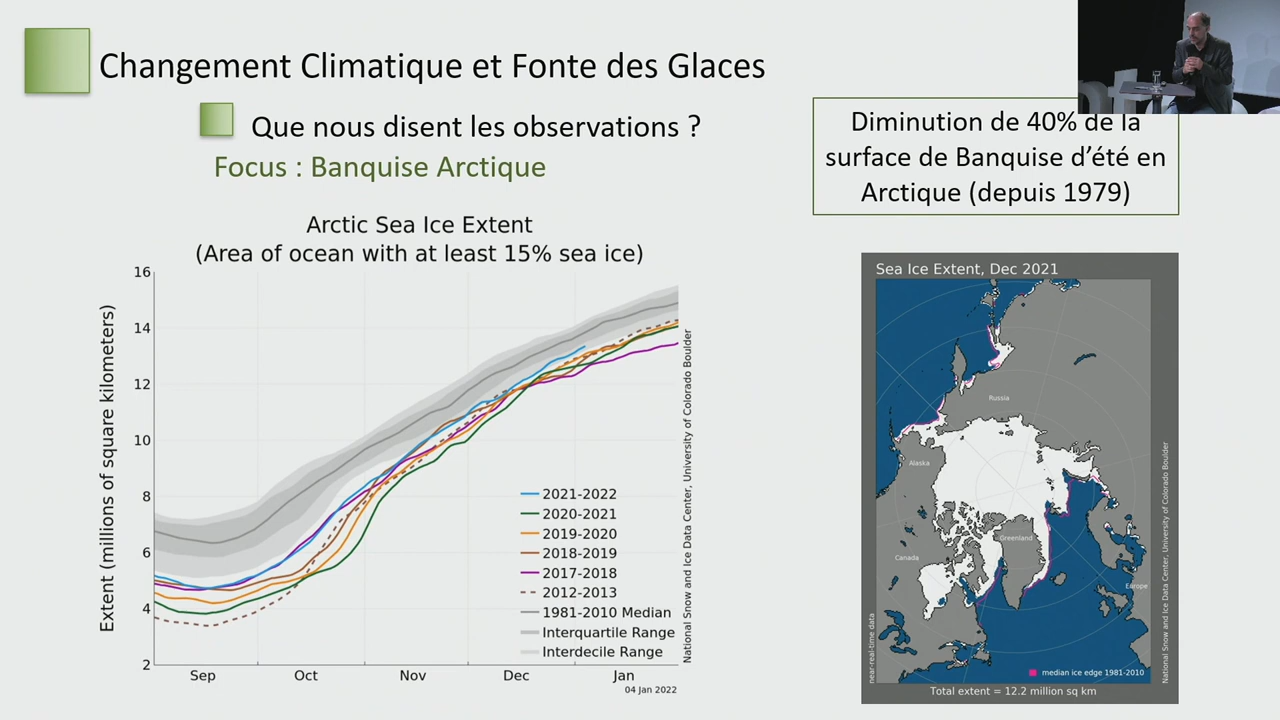 Changement Climatique et Fonte des Glaces
Que nous disent les observations ?
Focus : Banquise Arctique
Diminution de 40% de la
surface de Banquise d'été en
Arctique (depuis 1979)
Arctic Sea Ice Extent
(Area of ocean with at least 15% sea ice)
Extent (millions of square kilometers)
16
14
12
10
8
6
4
2
Sep
Oct
Nov
Dec
Jan
04 Jan 2022
2021-2022
2020-2021
2019-2020
2018-2019
2017-2018
2012-2013
1981-2010 Median
Interquartile Range
Interdecile Range
National Snow and Ice Data Center, University of Colorado Boulder
Sea Ice Extent, Dec 2021
Russia
Alaska
Greenland
Canada
Europe
near-real-time data
median ice edge 1981-2010
National Snow and Ice Data Center, University of Colorado Boulder
Total extent = 12.2 million sq km